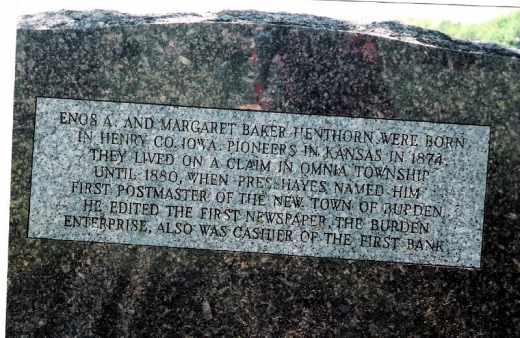 ENOS A. AND MARGARET BAKER HENTHORN WERE BORN
IN HENRY CO. IOWA. PIONEERS IN KANSAS IN 1874.
THEY LIVED ON A CLAIM IN OMNIA TOWNSHIP
UNTIL 1880, WHEN PRES. HAYES NAMED HIM
FIRST POSTMASTER OF THE NEW TOWN OF BURDEN.
HE EDITED THE FIRST NEWSPAPER, THE BURDEN
ENTERPRISE, ALSO WAS CASHIER OF THE FIRST BANK.